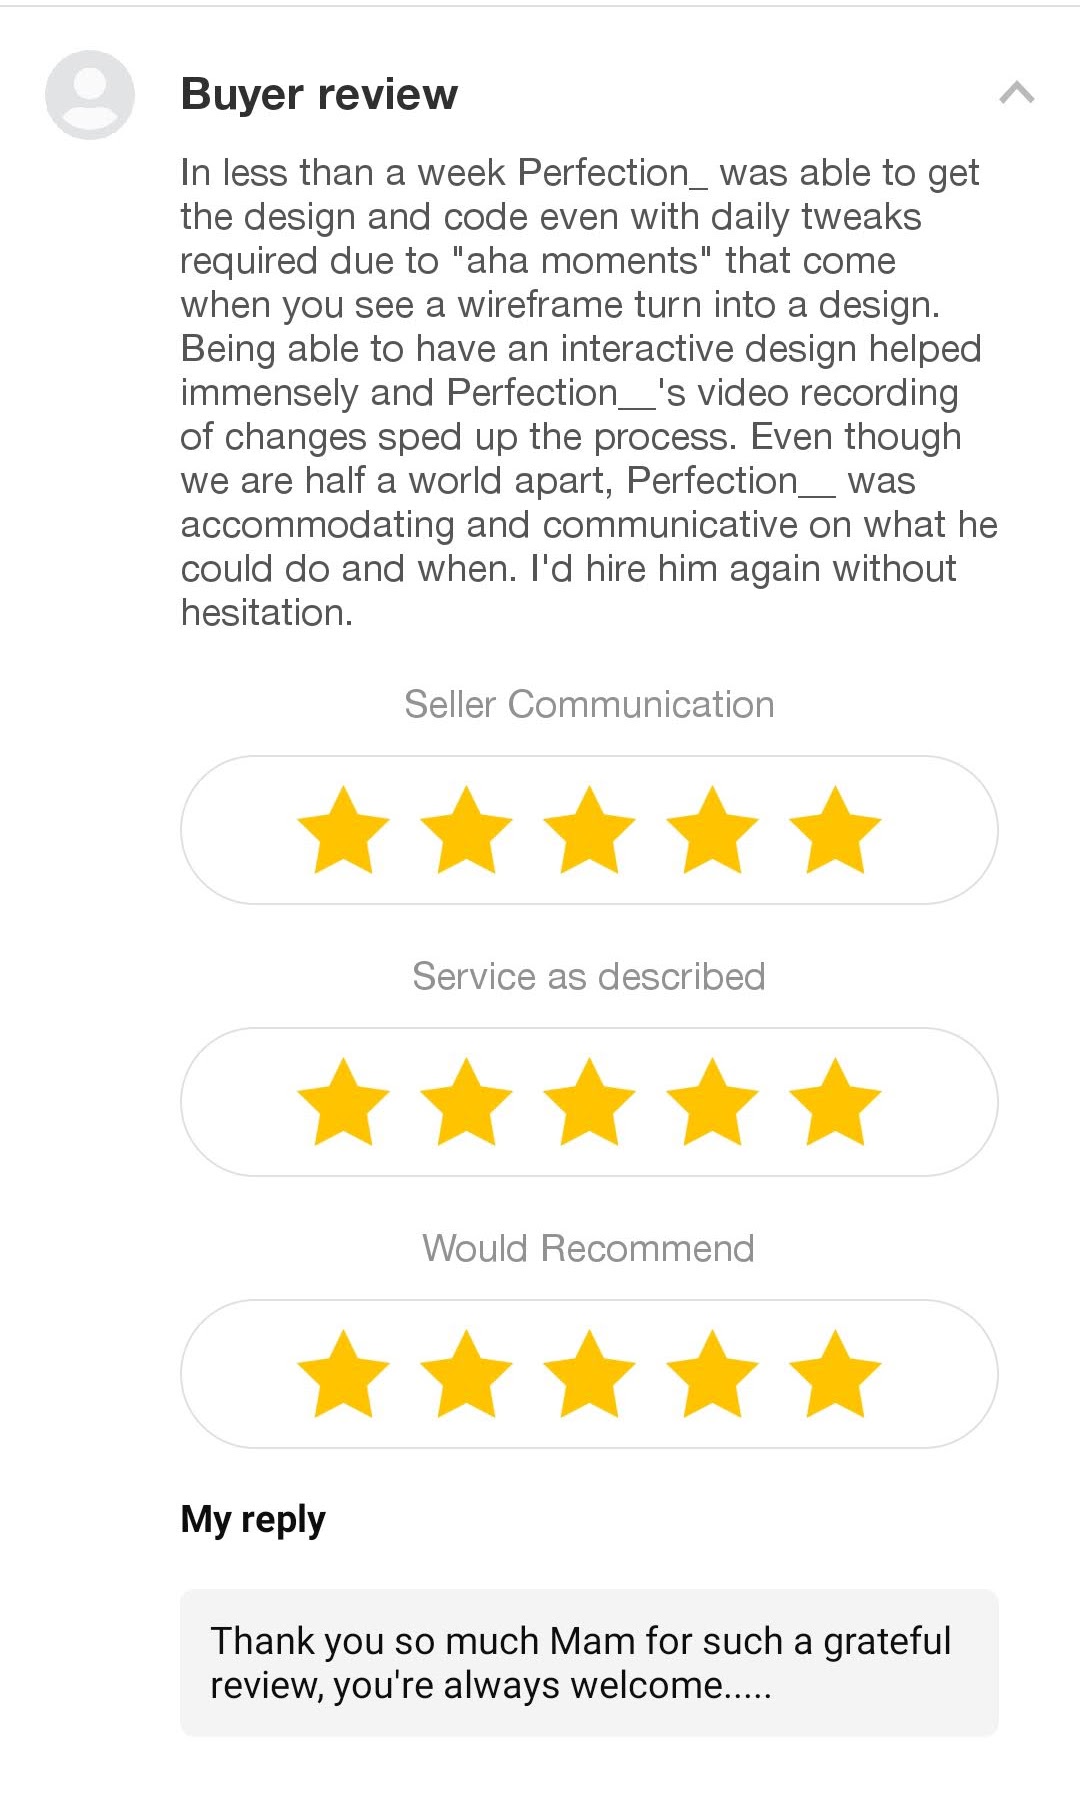 Buyer review
In less than a week Perfection_ was able to get
the design and code even with daily tweaks
required due to "aha moments" that come
when you see a wireframe turn into a design.
Being able to have an interactive design helped
immensely and Perfection__'s video recording
of changes sped up the process. Even though
we are half a world apart, Perfection__ was
accommodating and communicative on what he
could do and when. I'd hire him again without
hesitation.
Seller Communication
Service as described
Would Recommend
My reply
Thank you so much Mam for such a grateful
review, you're always welcome.....